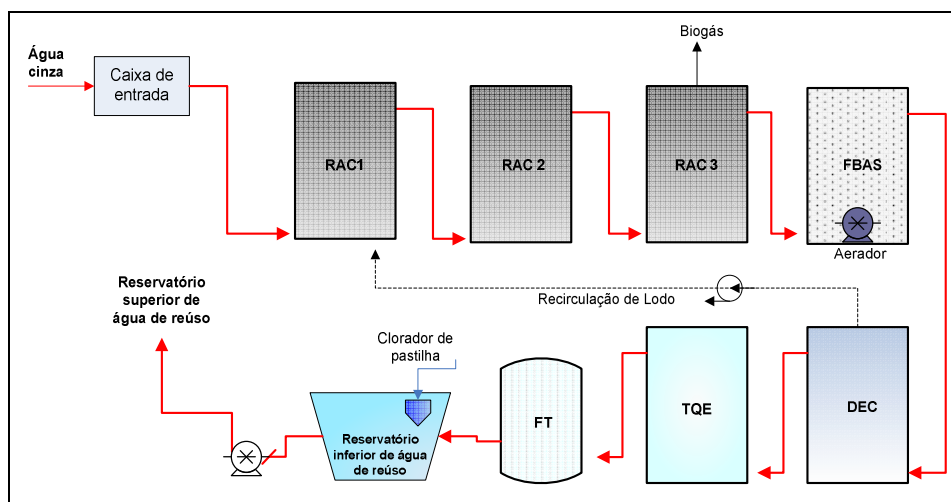 Biogás
Água
cinza
Caixa de
entrada
RAC1
RAC 2
RAC 3
FBAS
Aerador
Reservatório
superior de
água de reúso
Recirculação de Lodo
Clorador de
pastilha
Reservatório
inferior de água
de reúso
FT
TQE
DEC